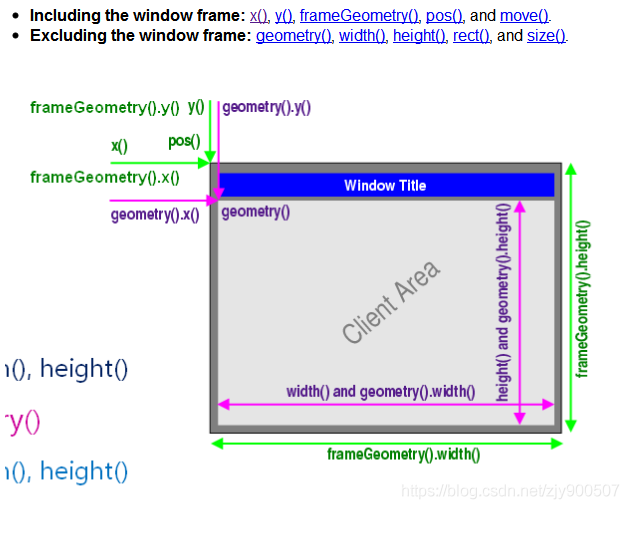 Including the window frame: x(), y(), frameGeometry(), pos(), and move().
Excluding the window frame: geometry(), width(), height(), rect(), and size().
frameGeometry().y() y() geometry().y()
x() pos()
frameGeometry().x()
Window Title
geometry().x() geometry()
height() and geometry().height()
frameGeometry().height()
Client Area
(), height()
width() and geometry().width()
y()
frameGeometry().width()
(), height()
https://blog.csdn.net/zjy900507